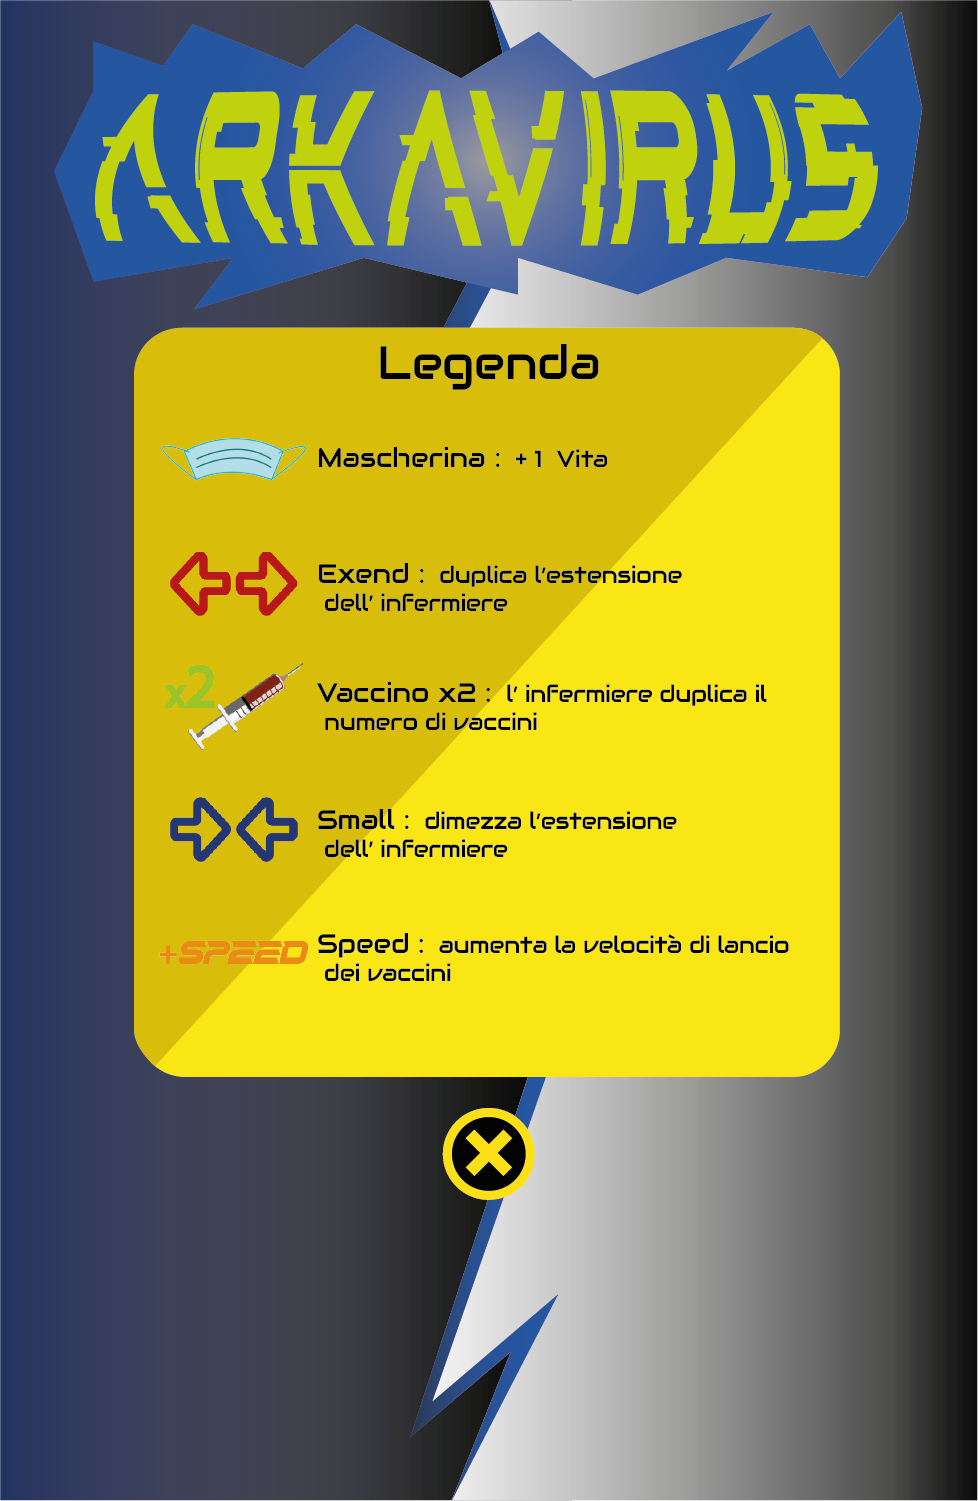 ARKAVIRUS
Legenda
Mascherina : +1 Vita
Exend : duplica l'estensione
dell' infermiere
x2
Vaccino x2 : l' infermiere duplica il
numero di vaccini
Small : dimezza l'estensione
dell' infermiere
+SPEED
Speed : aumenta la velocità di lancio
dei vaccini